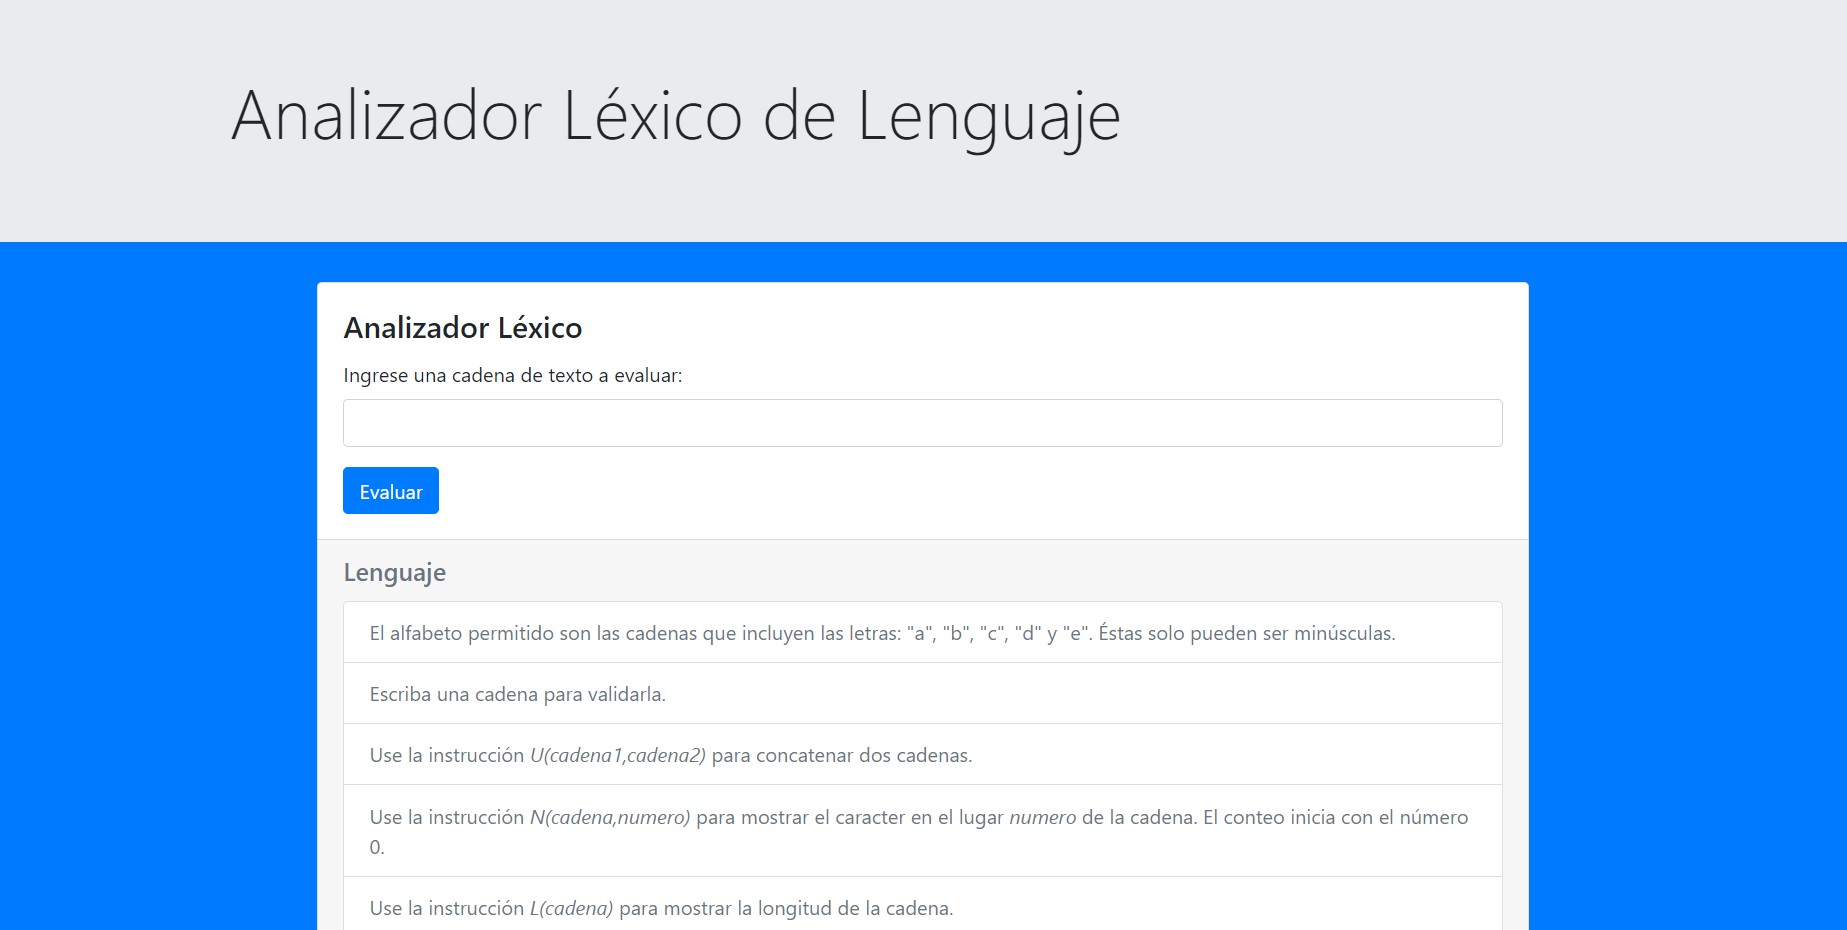 Analizador Léxico de Lenguaje
Analizador Léxico
Ingrese una cadena de texto a evaluar:
Evaluar
Lenguaje
El alfabeto permitido son las cadenas que incluyen las letras: "a", "b", "c", "d" y "e". Éstas solo pueden ser minúsculas.
Escriba una cadena para validarla.
Use la instrucción U(cadena1,cadena2) para concatenar dos cadenas.
Use la instrucción N(cadena,numero) para mostrar el caracter en el lugar numero de la cadena. El conteo inicia con el número
0.
Use la instrucción L(cadena) para mostrar la longitud de la cadena.